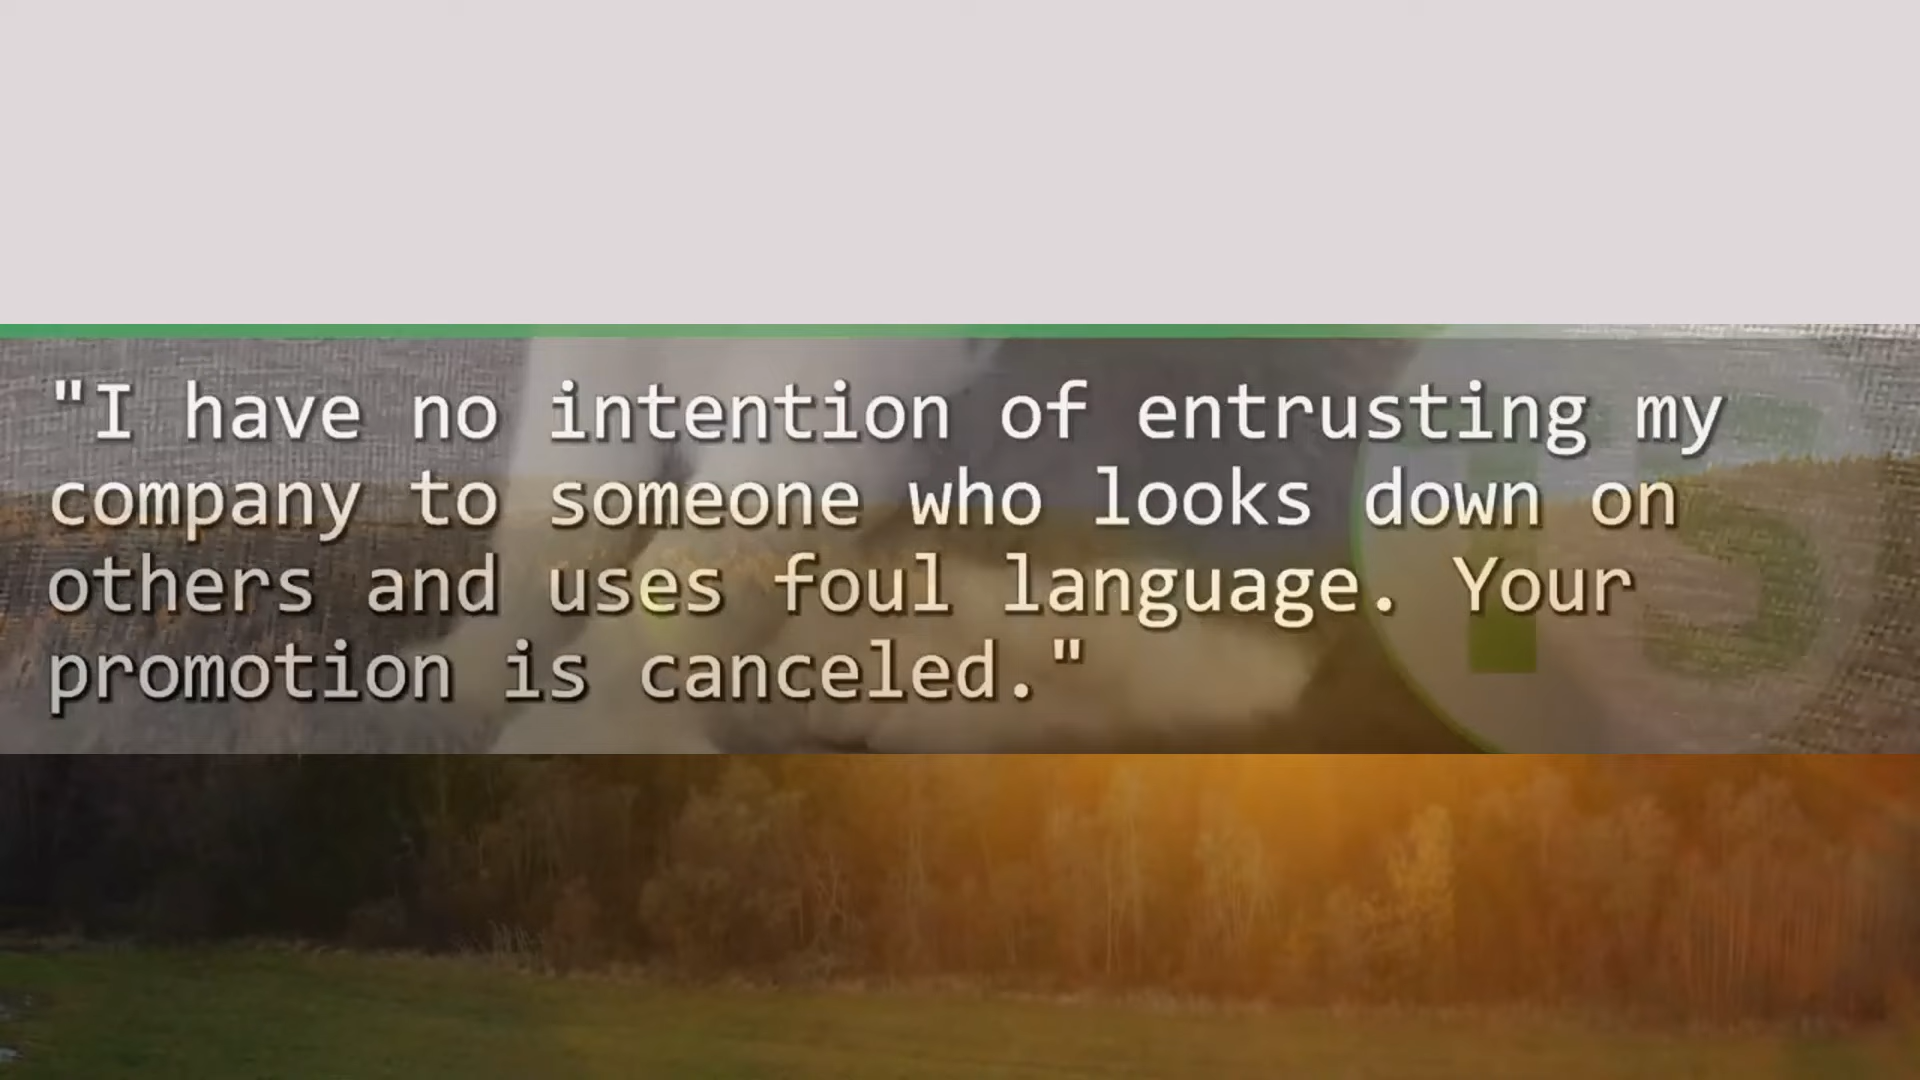 "I have no intention of entrusting my
company to someone who looks down on
others and uses foul language. Your
promotion is canceled."